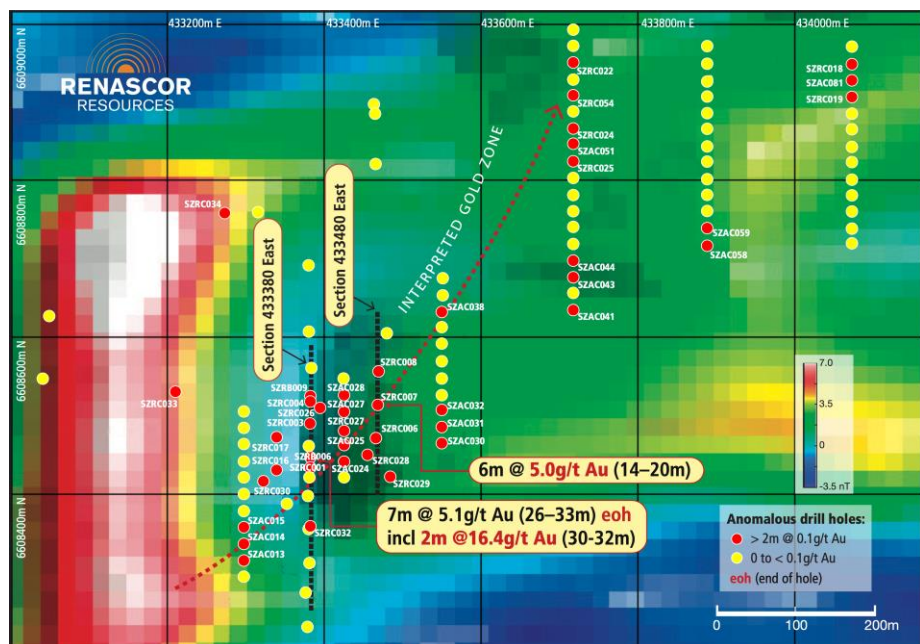 433200m E
433400m E
433600m E
433800m E
434000m E
6609000m N
6608800m N
6608600m N
6608400m N
RENASCOR
RESOURCES
SZRC022
SZRC054
SZRC024
SZAC051
SZRC025
SZRC018
SZAC081
SZRC019
INTERPRETED GOLD ZONE
Section 433480 East
Section 433380 East
SZRC034
SZAC059
SZAC058
SZAC044
SZAC043
SZAC041
SZAC038
SZRC008
SZRC033
SZRB009
SZRC004
SZRC026
SZRC003
SZAC028
SZAC027
SZRC027
SZAC025
SZAC024
SZRC007
SZRC006
SZAC032
SZAC031
SZAC030
SZRC017
SZRC016
SZRC030
SZRB006
SZRC001
SZRC028
SZRC029
SZAC015
SZAC014
SZAC013
SZRC032
6m @ 5.0g/t Au (14–20m)
7m @ 5.1g/t Au (26–33m) eoh
incl 2m @16.4g/t Au (30-32m)
7.0
3.5
0
-3.5 nT
Anomalous drill holes:
> 2m @ 0.1g/t Au
0 to < 0.1g/t Au
eoh (end of hole)
0 100 200m